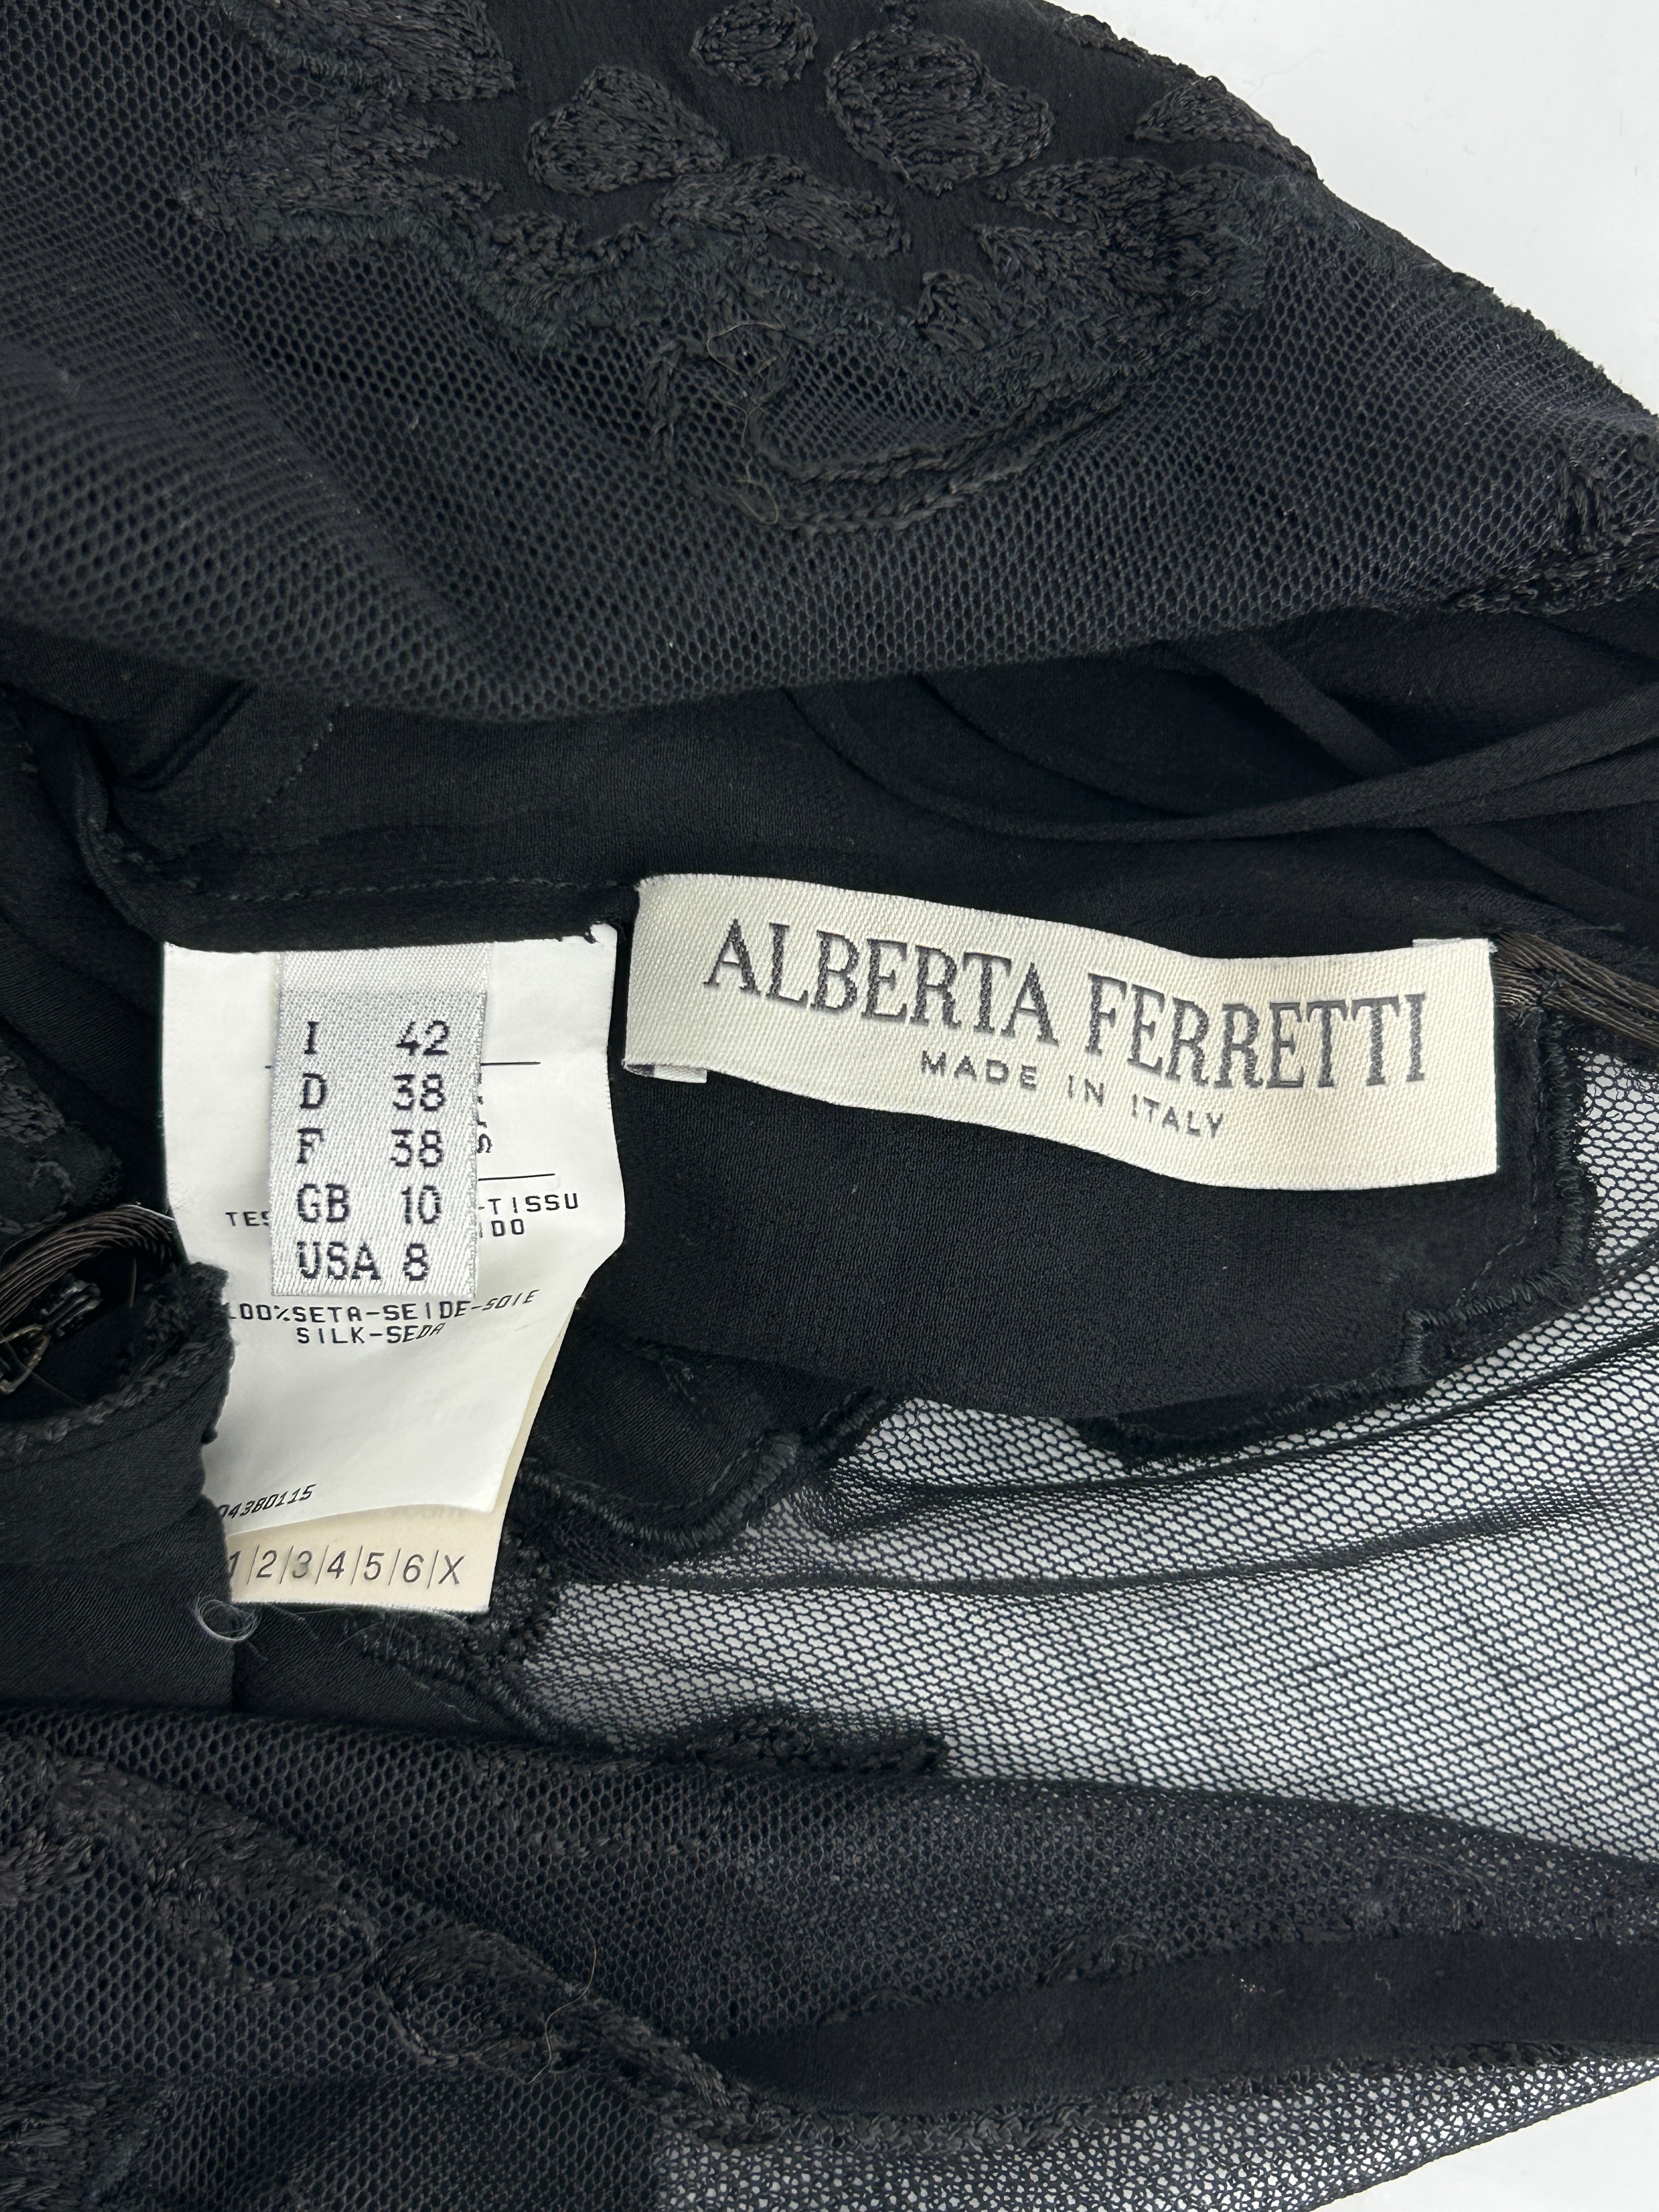 ALBERTA FERRETTI
MADE IN ITALY
I 42
D 38
F 38
GB 10
USA 8
-TISSU
100%SETA-SEIDE-SOIE
SILK-SEDA
04380115
1/2/3/4/5/6/X